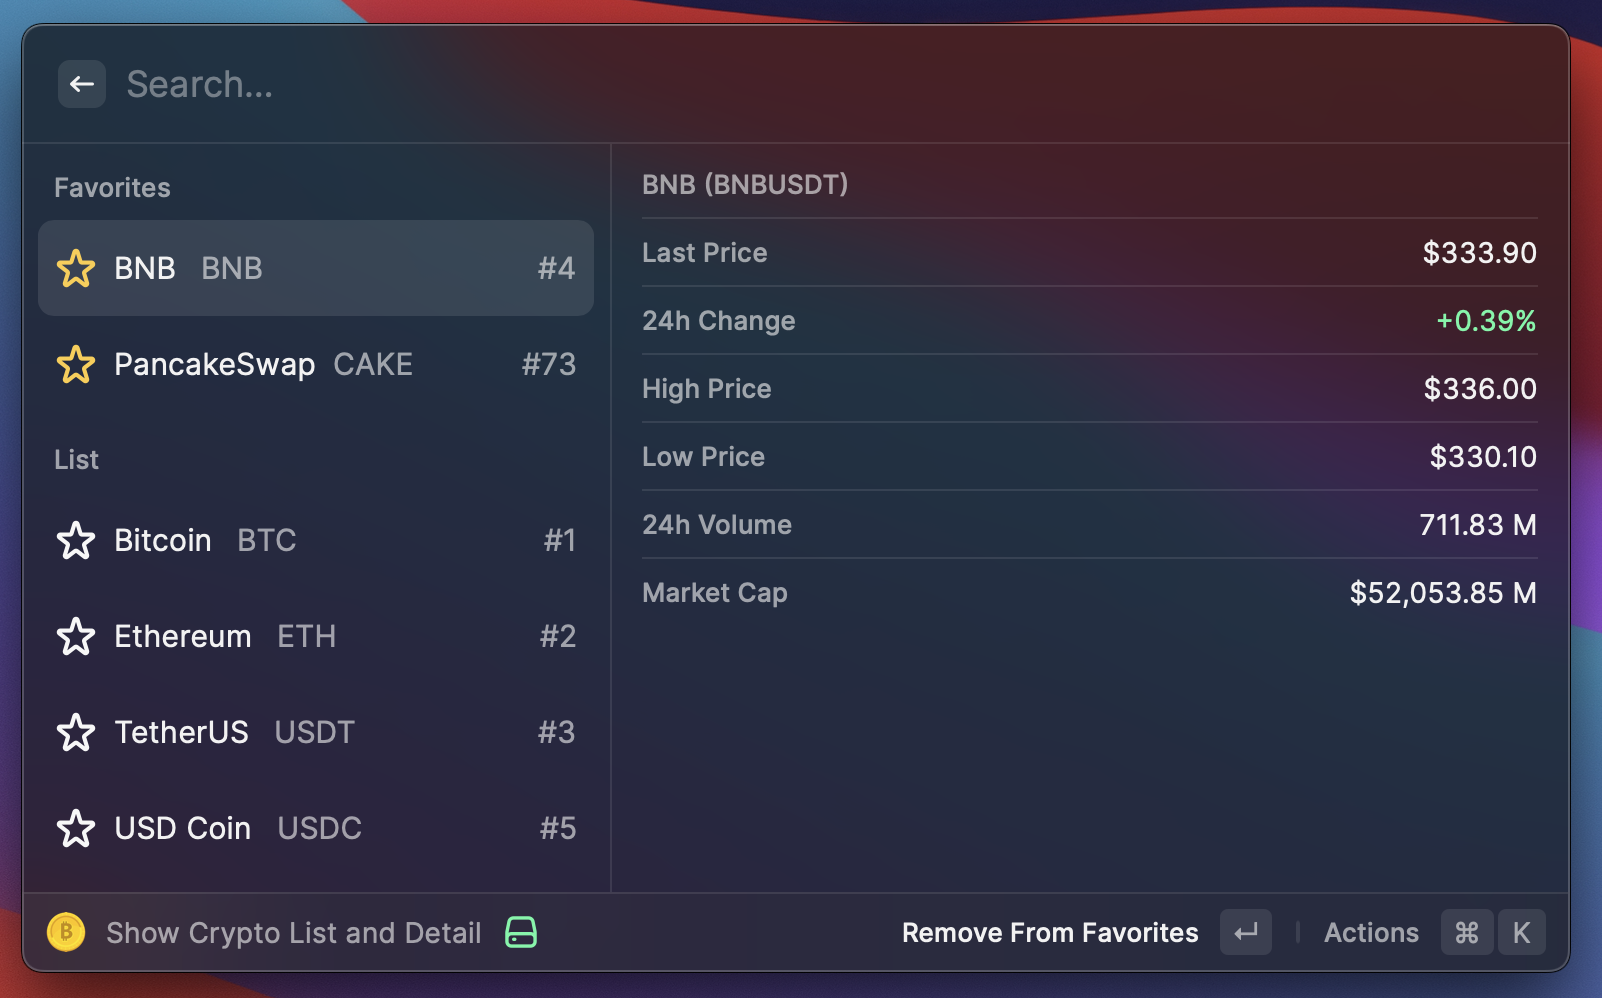 Search...
Favorites
BNB BNB #4
PancakeSwap CAKE #73
List
Bitcoin BTC #1
Ethereum ETH #2
TetherUS USDT #3
USD Coin USDC #5
BNB (BNBUSDT)
Last Price $333.90
24h Change +0.39%
High Price $336.00
Low Price $330.10
24h Volume 711.83 M
Market Cap $52,053.85 M
Show Crypto List and Detail
Remove From Favorites ↵ Actions ⌘ K